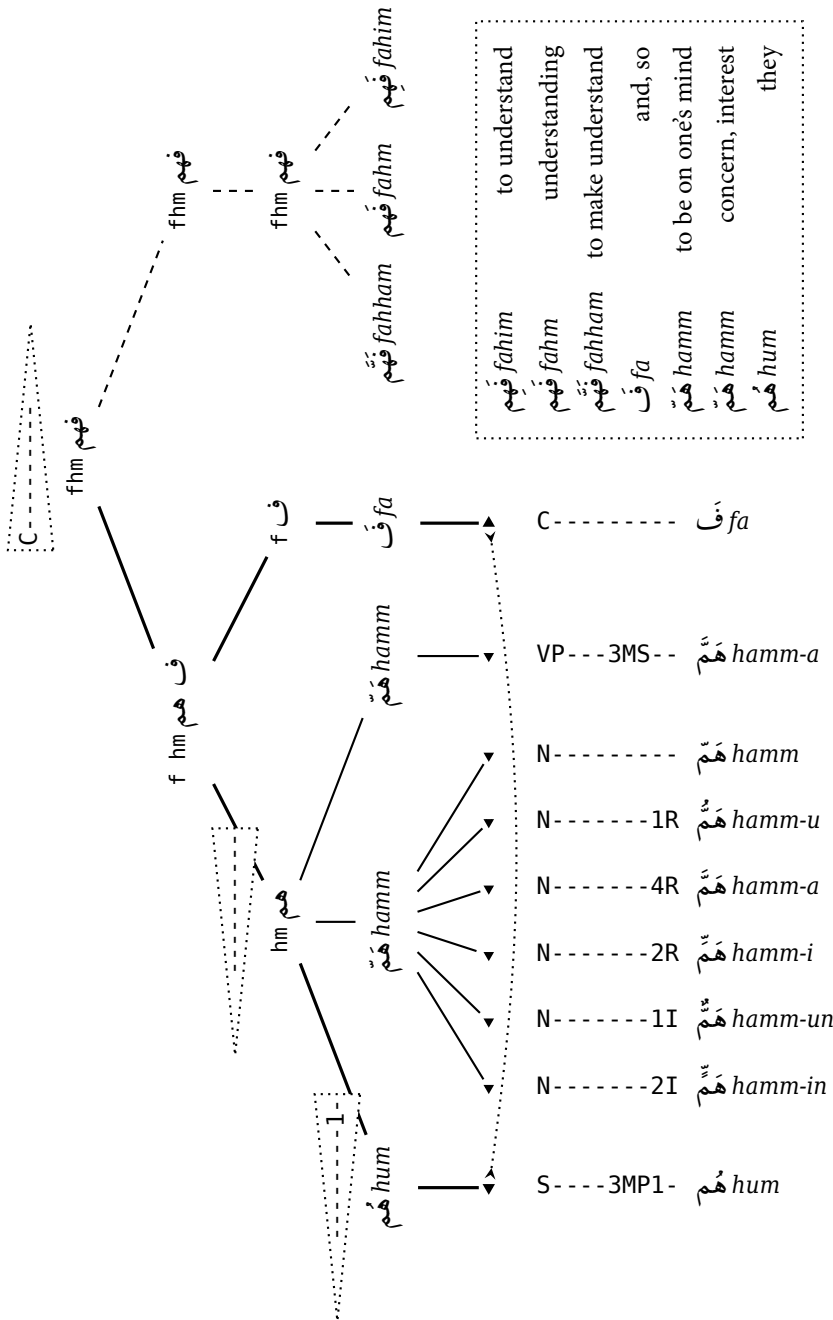 C
fhm فهم
f hm ف هم
fhm فهم
hm هم
f ف
fhm فهم
1-
هُم hum
هَمّ hamm
هَمّ hamm
فَ fa
فَهَّم fahham
فَهم fahm
فَهِم fahim
فَهِم fahim to understand
فَهم fahm understanding
فَهَّم fahham to make understand
فَ fa and, so
هَمّ hamm to be on one's mind
هَمّ hamm concern, interest
هُم hum they
C--------- فَ fa
VP---3MS-- هَمَّ hamm-a
N--------- هَمّ hamm
N-------1R هَمُّ hamm-u
N-------4R هَمَّ hamm-a
N-------2R هَمِّ hamm-i
N-------1I هَمٌّ hamm-un
N-------2I هَمٍّ hamm-in
S----3MP1- هُم hum